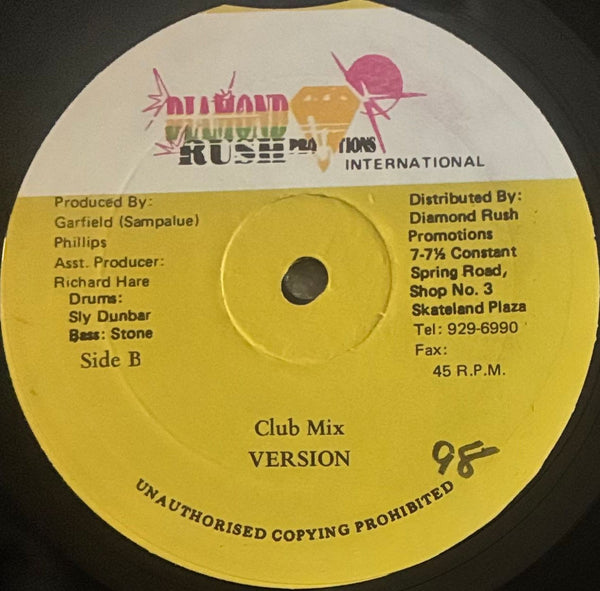 DIAMOND
RUSH PROMOTIONS
INTERNATIONAL
Produced By:
Garfield (Sampalue)
Phillips
Asst. Producer:
Richard Hare
Drums:
Sly Dunbar
Bass: Stone
Side B
Distributed By:
Diamond Rush
Promotions
7-7½ Constant
Spring Road,
Shop No. 3
Skateland Plaza
Tel: 929-6990
Fax:
45 R.P.M.
Club Mix
VERSION
98
UNAUTHORISED COPYING PROHIBITED